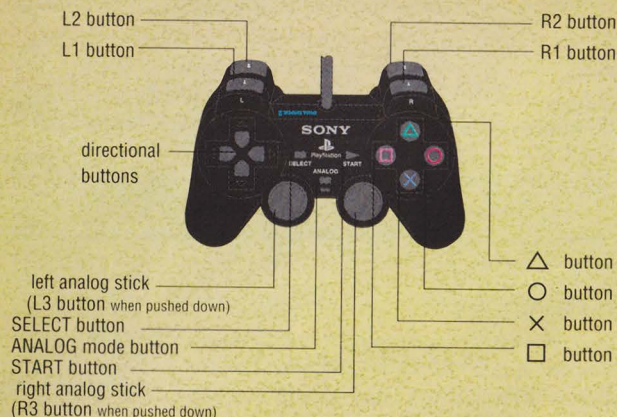 L2 button
L1 button
R2 button
R1 button
L
R
SONY
PlayStation
SELECT
START
ANALOG
directional
buttons
left analog stick
(L3 button when pushed down)
SELECT button
ANALOG mode button
START button
right analog stick
(R3 button when pushed down)
△ button
○ button
✕ button
□ button